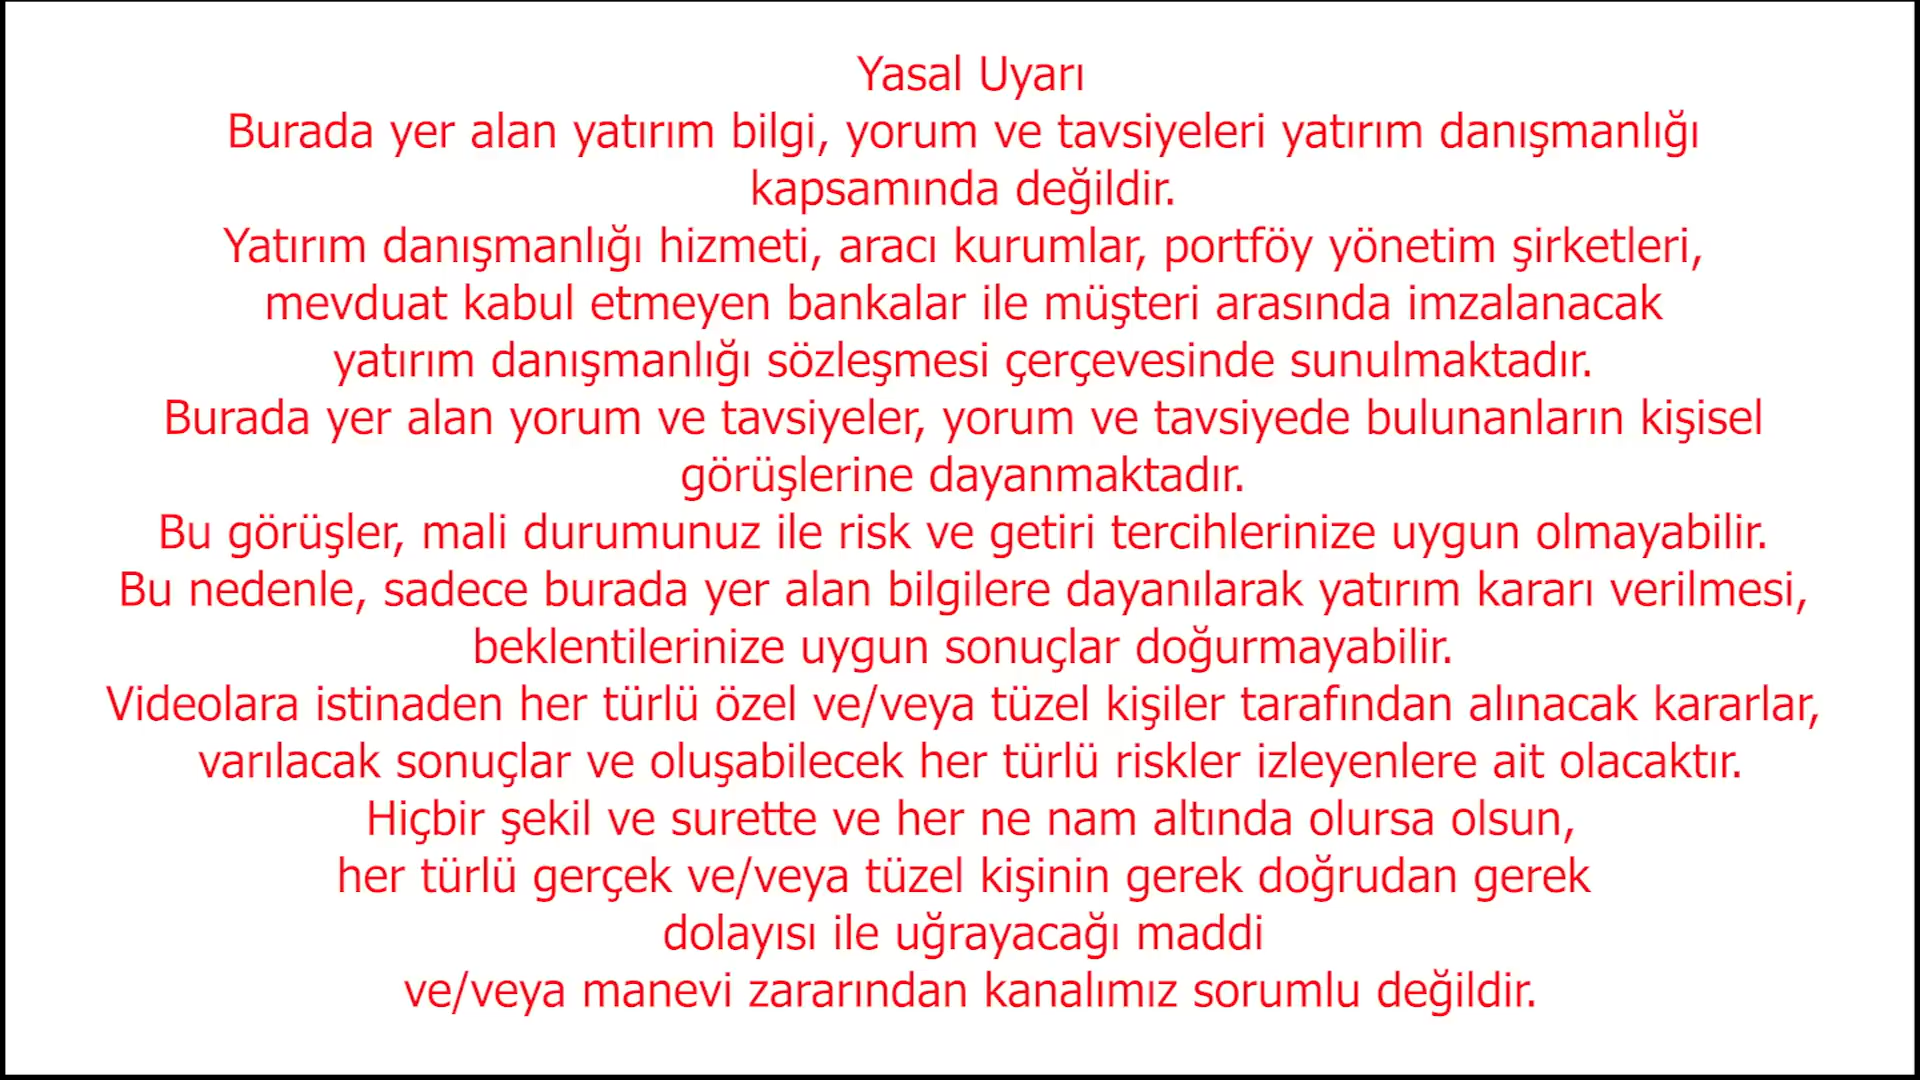 Yasal Uyarı
Burada yer alan yatırım bilgi, yorum ve tavsiyeleri yatırım danışmanlığı
kapsamında değildir.
Yatırım danışmanlığı hizmeti, aracı kurumlar, portföy yönetim şirketleri,
mevduat kabul etmeyen bankalar ile müşteri arasında imzalanacak
yatırım danışmanlığı sözleşmesi çerçevesinde sunulmaktadır.
Burada yer alan yorum ve tavsiyeler, yorum ve tavsiyede bulunanların kişisel
görüşlerine dayanmaktadır.
Bu görüşler, mali durumunuz ile risk ve getiri tercihlerinize uygun olmayabilir.
Bu nedenle, sadece burada yer alan bilgilere dayanılarak yatırım kararı verilmesi,
beklentilerinize uygun sonuçlar doğurmayabilir.
Videolara istinaden her türlü özel ve/veya tüzel kişiler tarafından alınacak kararlar,
varılacak sonuçlar ve oluşabilecek her türlü riskler izleyenlere ait olacaktır.
Hiçbir şekil ve surette ve her ne nam altında olursa olsun,
her türlü gerçek ve/veya tüzel kişinin gerek doğrudan gerek
dolayısı ile uğrayacağı maddi
ve/veya manevi zararından kanalımız sorumlu değildir.